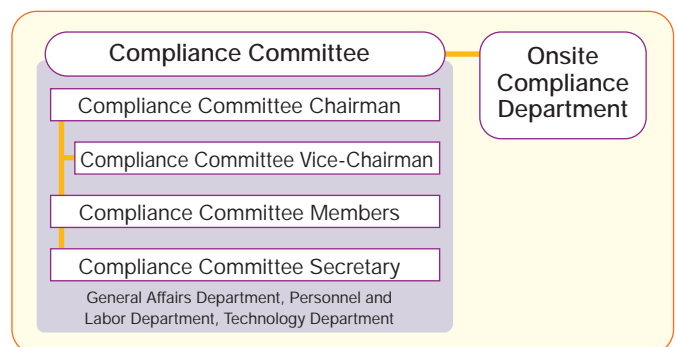 Compliance Committee
Onsite
Compliance
Department
Compliance Committee Chairman
Compliance Committee Vice-Chairman
Compliance Committee Members
Compliance Committee Secretary
General Affairs Department, Personnel and
Labor Department, Technology Department